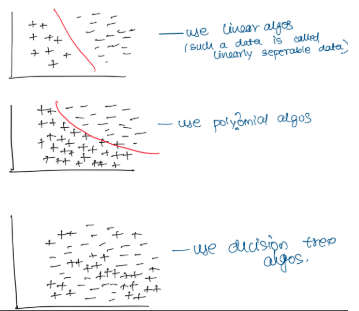 — use linear algos
(such a data is called
linearly seperable data)
— use polynomial algos
— use decision tree
algos.